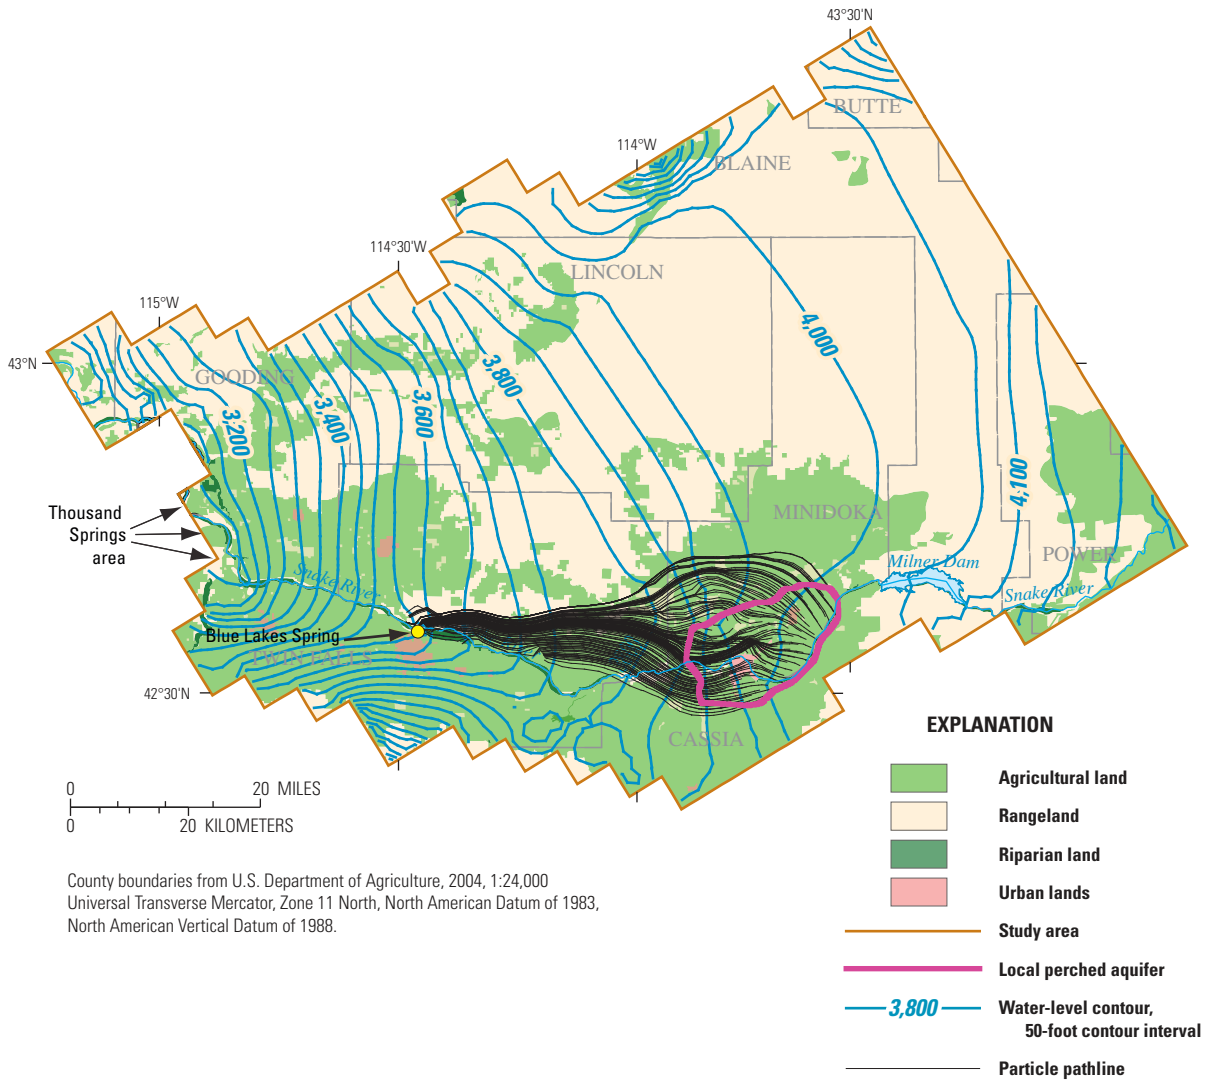 43°30'N
BUTTE
114°W
BLAINE
114°30'W
LINCOLN
115°W
4,000
43°N
3,800
GOODING
3,200
3,400
3,600
4,100
Thousand
Springs
area
MINIDOKA
POWER
Milner Dam
Snake River
Snake River
Blue Lakes Spring
TWIN FALLS
42°30'N
CASSIA
0 20 MILES
0 20 KILOMETERS
County boundaries from U.S. Department of Agriculture, 2004, 1:24,000
Universal Transverse Mercator, Zone 11 North, North American Datum of 1983,
North American Vertical Datum of 1988.
EXPLANATION
Agricultural land
Rangeland
Riparian land
Urban lands
Study area
Local perched aquifer
3,800
Water-level contour,
50-foot contour interval
Particle pathline